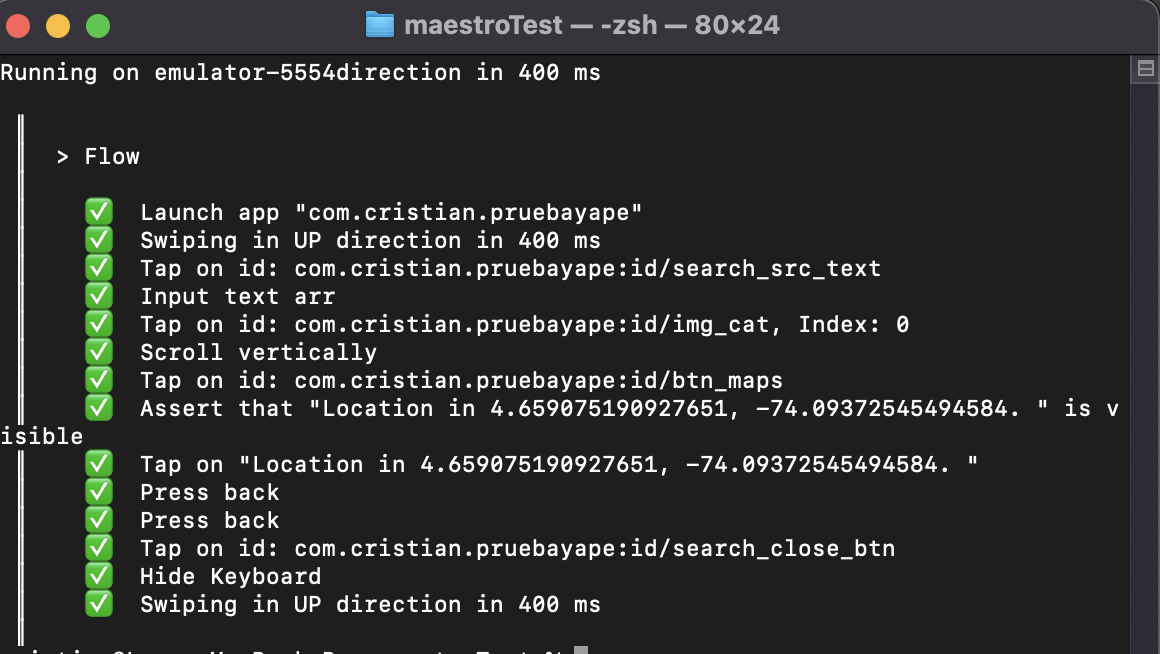 maestroTest — -zsh — 80×24
Running on emulator-5554direction in 400 ms
> Flow
✅ Launch app "com.cristian.pruebayape"
✅ Swiping in UP direction in 400 ms
✅ Tap on id: com.cristian.pruebayape:id/search_src_text
✅ Input text arr
✅ Tap on id: com.cristian.pruebayape:id/img_cat, Index: 0
✅ Scroll vertically
✅ Tap on id: com.cristian.pruebayape:id/btn_maps
✅ Assert that "Location in 4.659075190927651, -74.09372545494584. " is v
isible
✅ Tap on "Location in 4.659075190927651, -74.09372545494584. "
✅ Press back
✅ Press back
✅ Tap on id: com.cristian.pruebayape:id/search_close_btn
✅ Hide Keyboard
✅ Swiping in UP direction in 400 ms